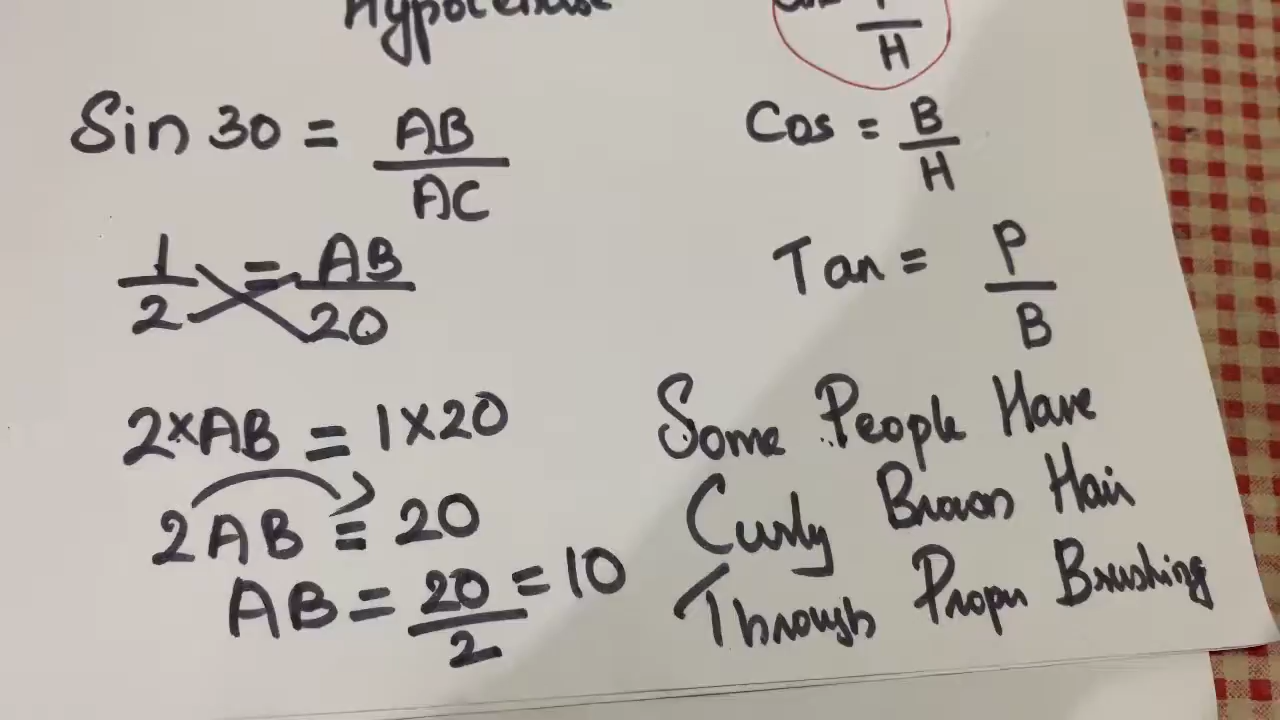 Hypotenuse
H
Sin 30 = AB/AC
1/2 = AB/20
2×AB = 1×20
2AB = 20
AB = 20/2 = 10
Cos = B/H
Tan = P/B
Some People Have
Curly Brown Hair
Through Proper Brushing